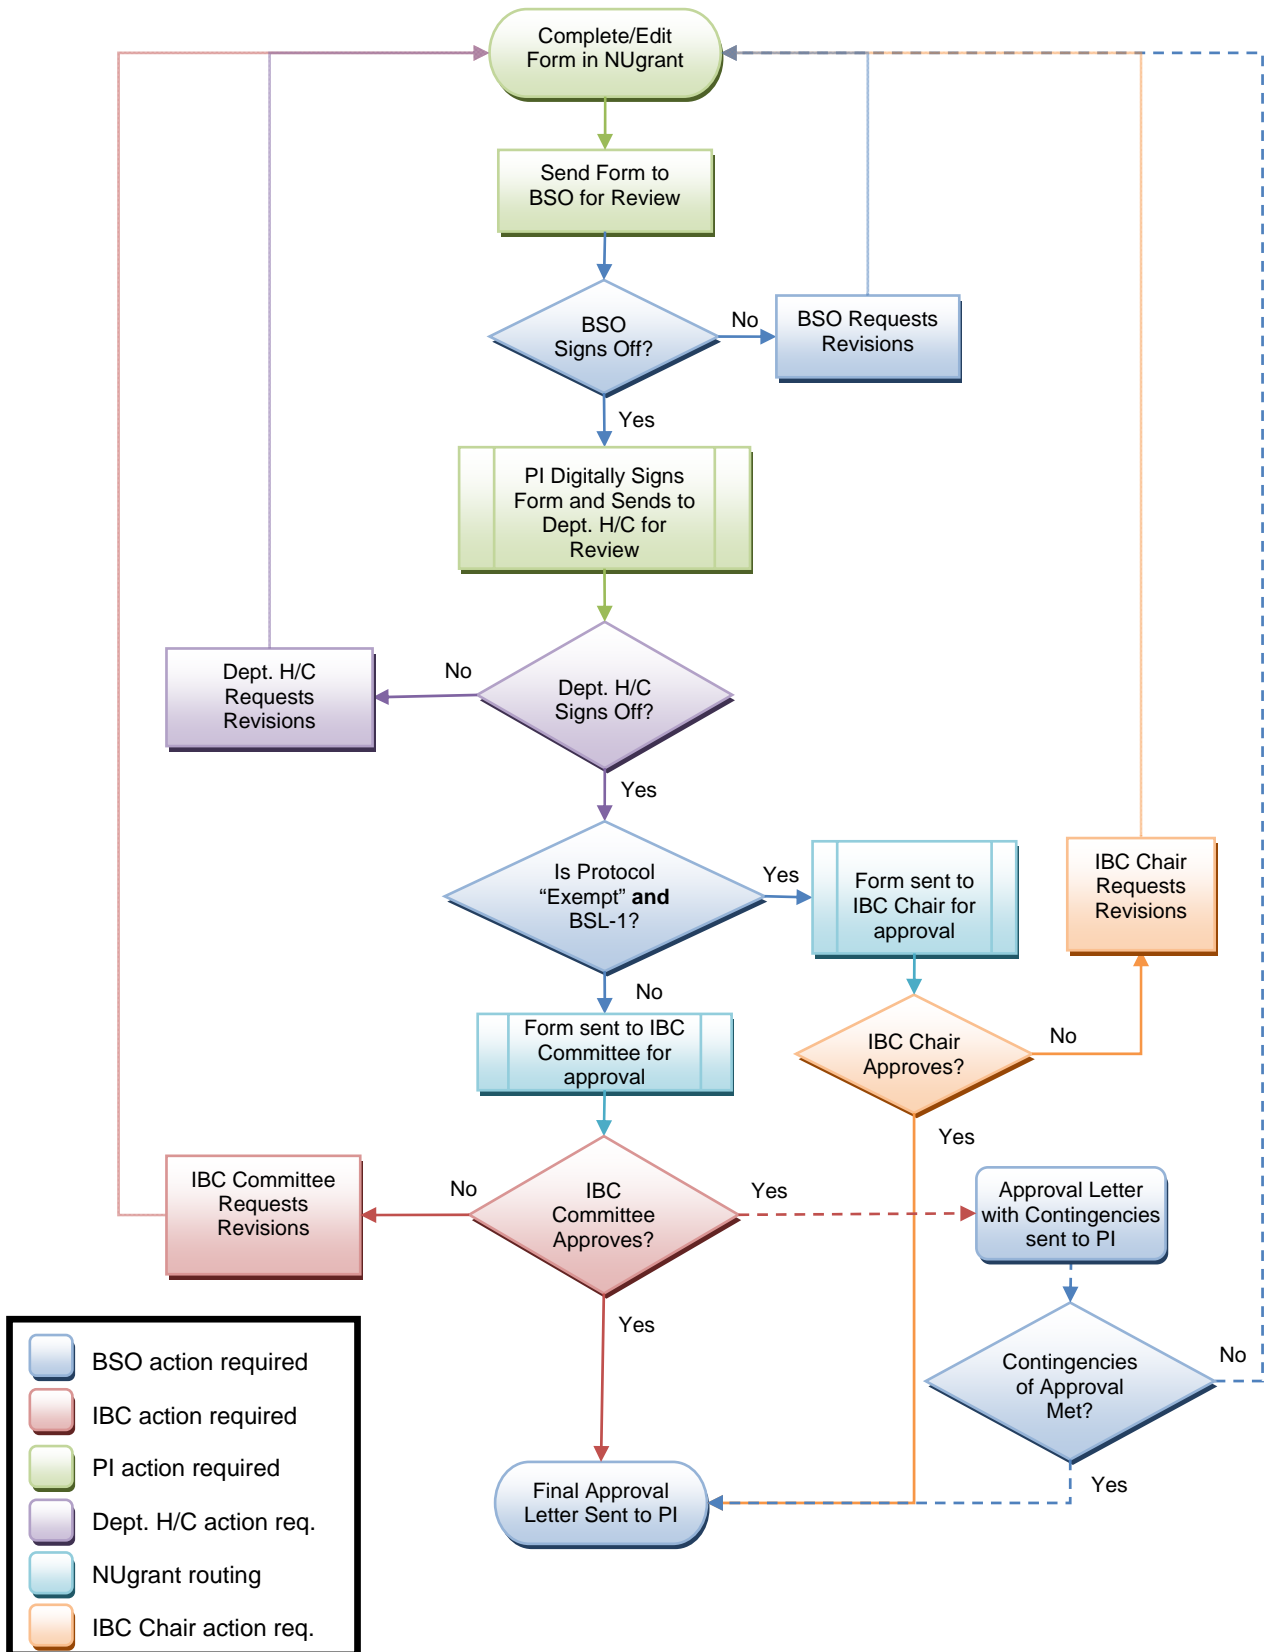 Complete/Edit
Form in NUgrant
Send Form to
BSO for Review
BSO
Signs Off?
No
BSO Requests
Revisions
Yes
PI Digitally Signs
Form and Sends to
Dept. H/C for
Review
Dept. H/C
Requests
Revisions
No
Dept. H/C
Signs Off?
Yes
Is Protocol
“Exempt” and
BSL-1?
Yes
Form sent to
IBC Chair for
approval
IBC Chair
Requests
Revisions
No
Form sent to IBC
Committee for
approval
IBC Chair
Approves?
No
Yes
IBC Committee
Requests
Revisions
No
IBC
Committee
Approves?
Yes
Approval Letter
with Contingencies
sent to PI
Yes
Contingencies
of Approval
Met?
No
Yes
Final Approval
Letter Sent to PI
BSO action required
IBC action required
PI action required
Dept. H/C action req.
NUgrant routing
IBC Chair action req.